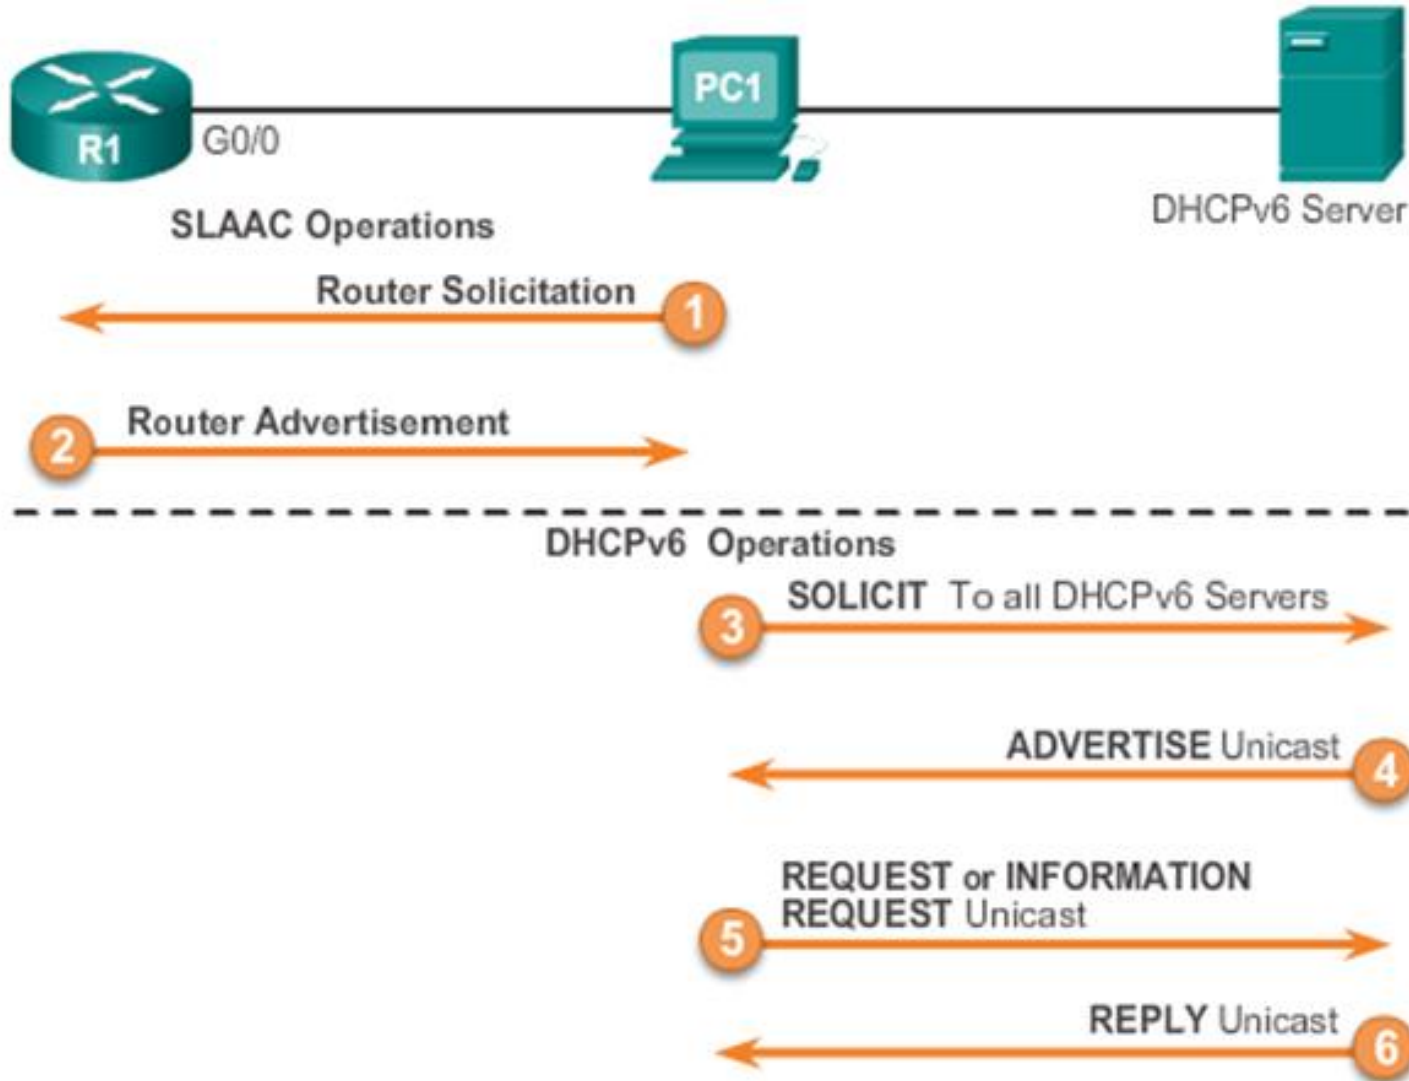 PC1
R1
G0/0
DHCPv6 Server
SLAAC Operations
Router Solicitation
1
Router Advertisement
2
DHCPv6 Operations
SOLICIT To all DHCPv6 Servers
3
ADVERTISE Unicast
4
REQUEST or INFORMATION
REQUEST Unicast
5
REPLY Unicast
6